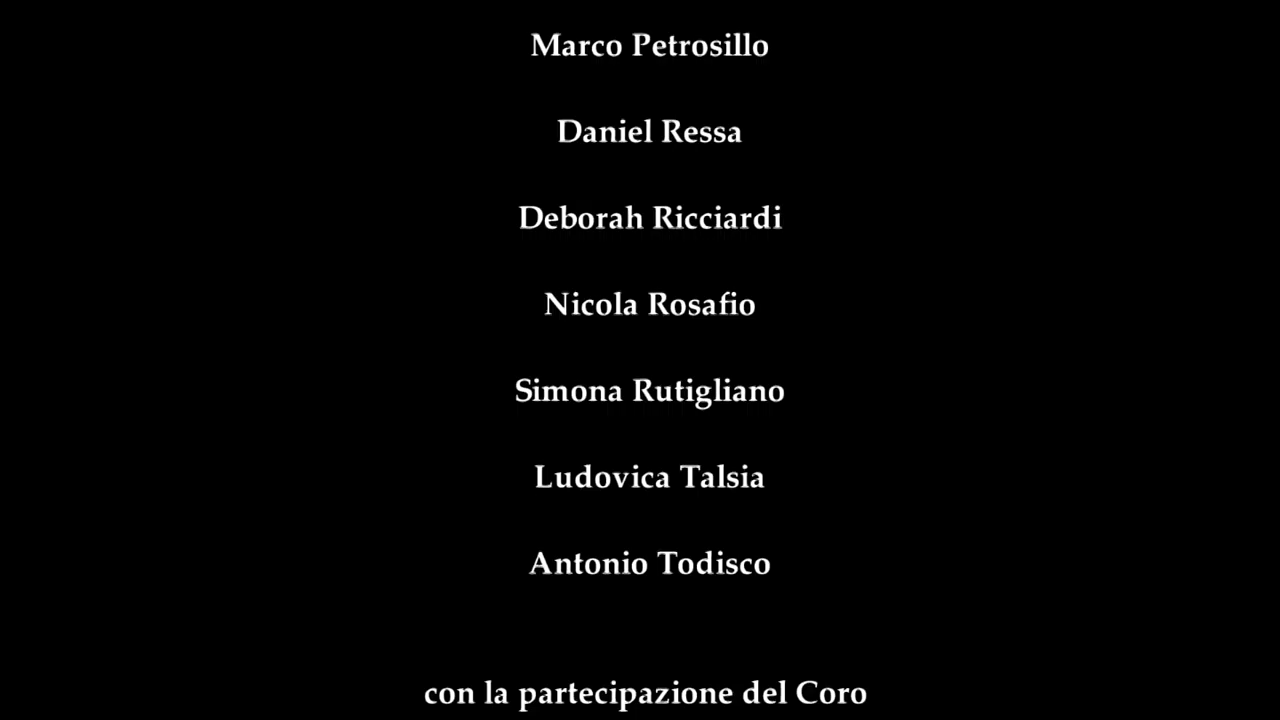 Marco Petrosillo
Daniel Ressa
Deborah Ricciardi
Nicola Rosafio
Simona Rutigliano
Ludovica Talsia
Antonio Todisco
con la partecipazione del Coro